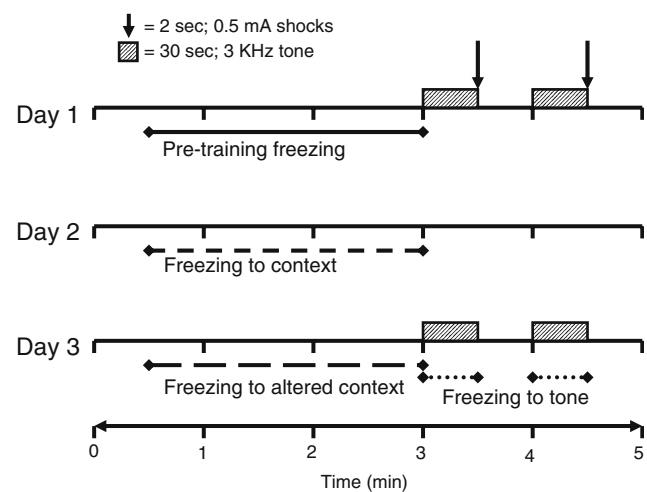 = 2 sec; 0.5 mA shocks
= 30 sec; 3 KHz tone
Day 1
Pre-training freezing
Day 2
Freezing to context
Day 3
Freezing to altered context
Freezing to tone
0 1 2 3 4 5
Time (min)